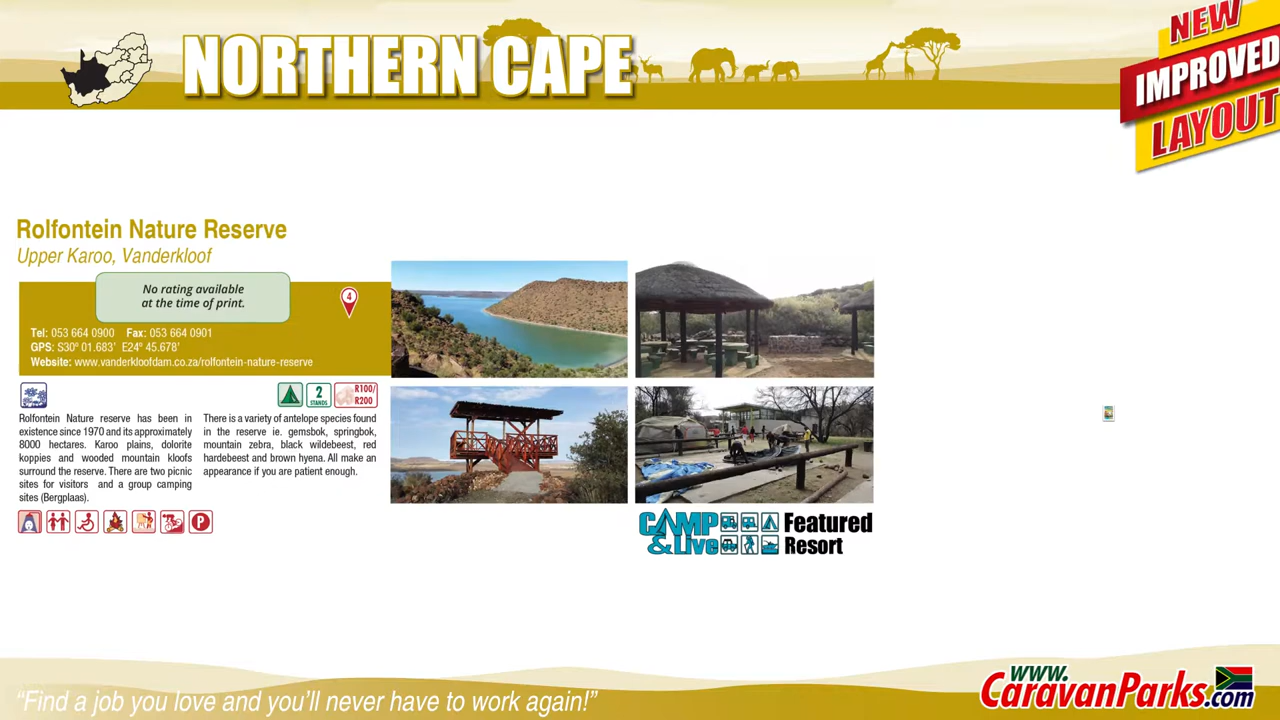 NORTHERN CAPE
NEW
IMPROVED
LAYOUT
Rolfontein Nature Reserve
Upper Karoo, Vanderkloof
No rating available
at the time of print.
4
Tel: 053 664 0900 Fax: 053 664 0901
GPS: S30° 01.683' E24° 45.678'
Website: www.vanderkloofdam.co.za/rolfontein-nature-reserve
2
STANDS
R100/
R200
Rolfontein Nature reserve has been in
existence since 1970 and its approximately
8000 hectares. Karoo plains, dolorite
koppies and wooded mountain kloofs
surround the reserve. There are two picnic
sites for visitors and a group camping
sites (Bergplaas).
There is a variety of antelope species found
in the reserve ie. gemsbok, springbok,
mountain zebra, black wildebeest, red
hardebeest and brown hyena. All make an
appearance if you are patient enough.
P
CAMP
&Live
Featured
Resort
"Find a job you love and you'll never have to work again!"
www.
CaravanParks.com